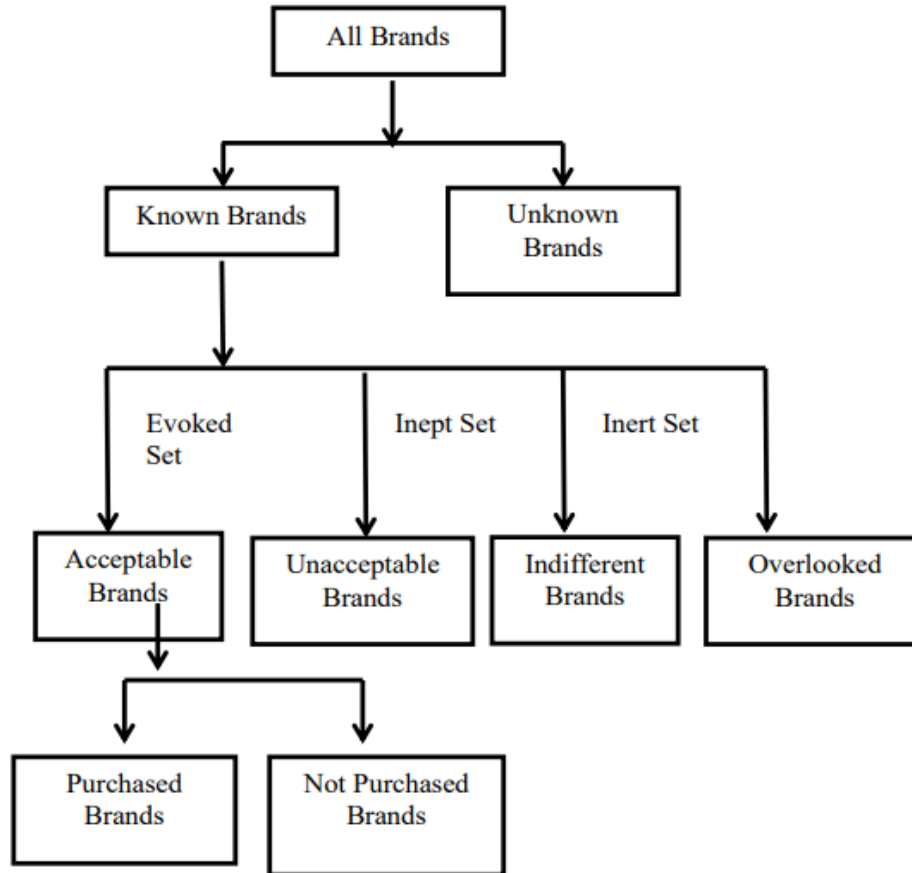 All Brands
Known Brands
Unknown
Brands
Evoked
Set
Inept Set
Inert Set
Acceptable
Brands
Unacceptable
Brands
Indifferent
Brands
Overlooked
Brands
Purchased
Brands
Not Purchased
Brands